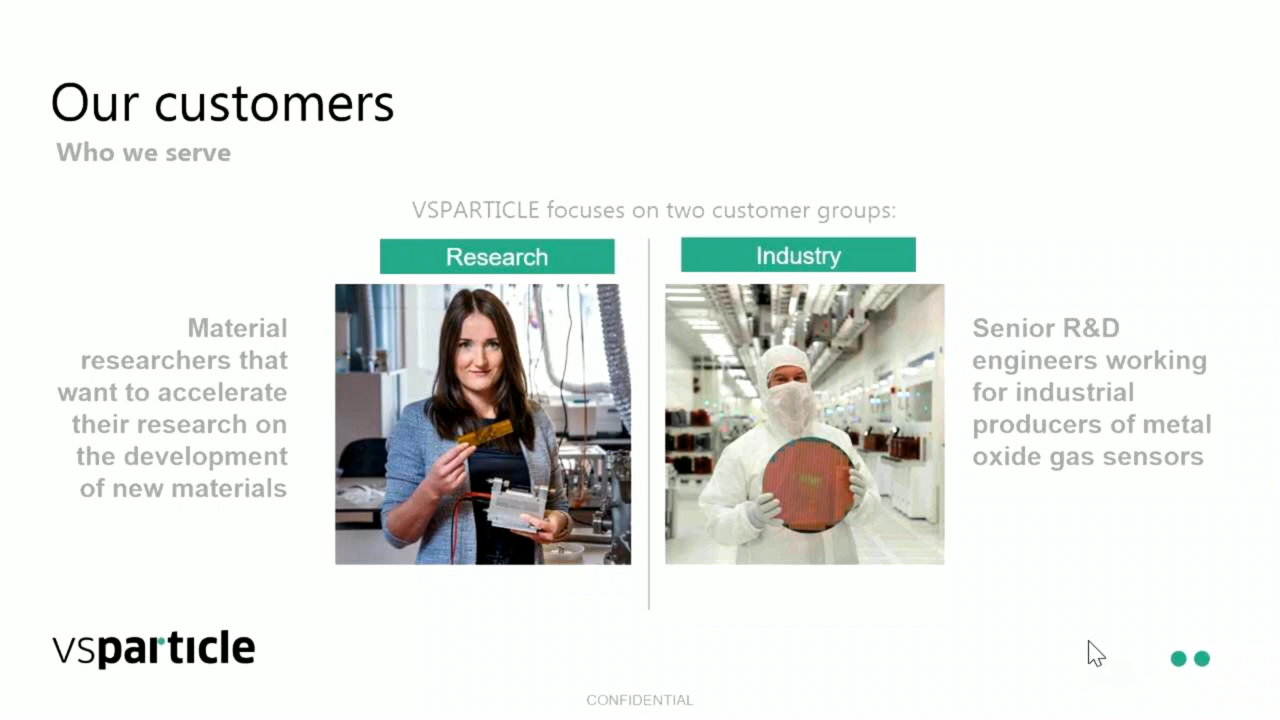 Our customers
Who we serve
VSPARTICLE focuses on two customer groups:
Research
Industry
Material
researchers that
want to accelerate
their research on
the development
of new materials
Senior R&D
engineers working
for industrial
producers of metal
oxide gas sensors
vsparticle
CONFIDENTIAL